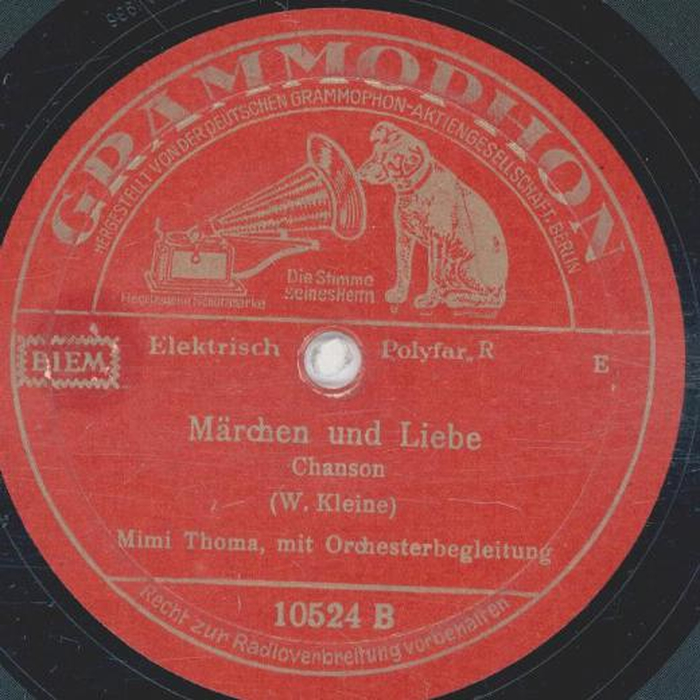 GRAMMOPHON
HERGESTELLT VON DER DEUTSCHEN GRAMMOPHON-AKTIENGESELLSCHAFT, BERLIN
Die Stimme
seines Herrn
Schutzmarke
BIEM
Elektrisch Polyfar„R E
Märchen und Liebe
Chanson
(W. Kleine)
Mimi Thoma, mit Orchesterbegleitung
10524 B
Recht zur Radioverbreitung vorbehalten